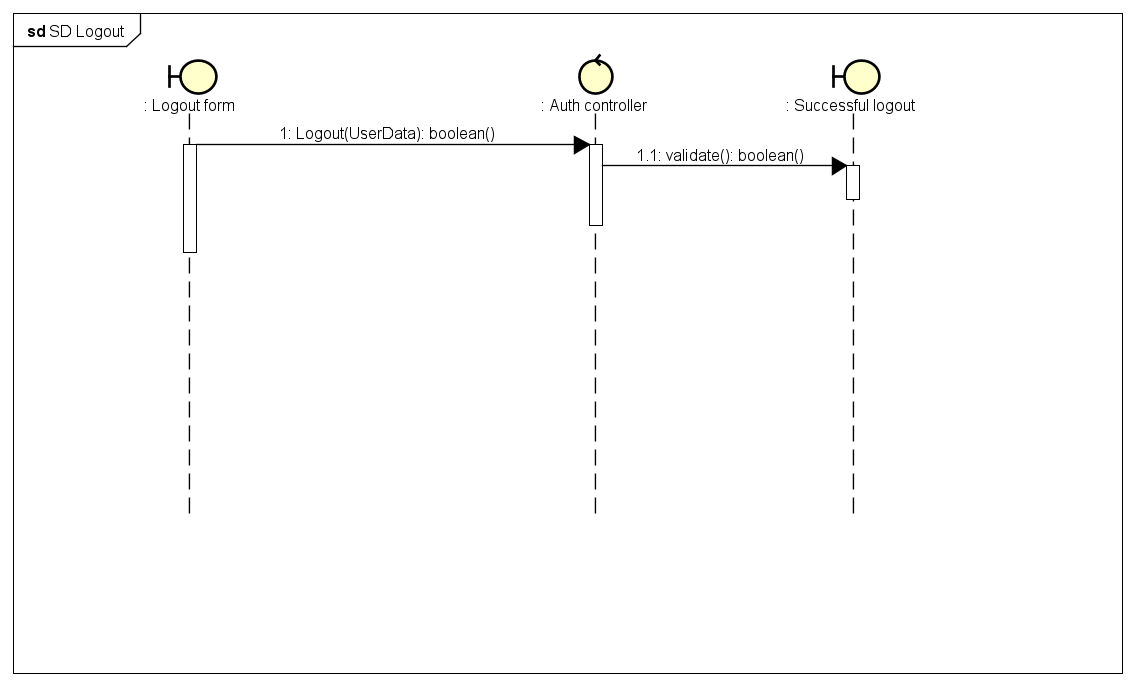 sd SD Logout
: Logout form
: Auth controller
: Successful logout
1: Logout(UserData): boolean()
1.1: validate(): boolean()